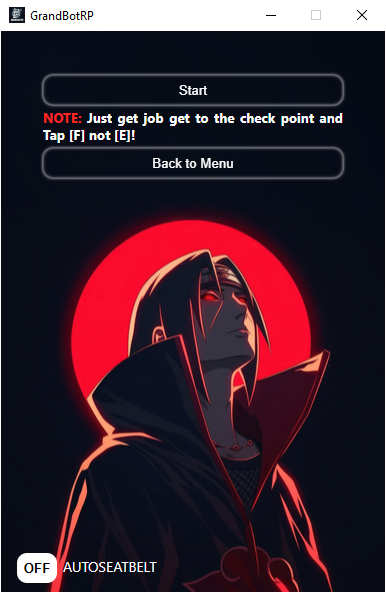 GrandBotRP
Start
NOTE: Just get job get to the check point and
Tap [F] not [E]!
Back to Menu
OFF AUTOSEATBELT